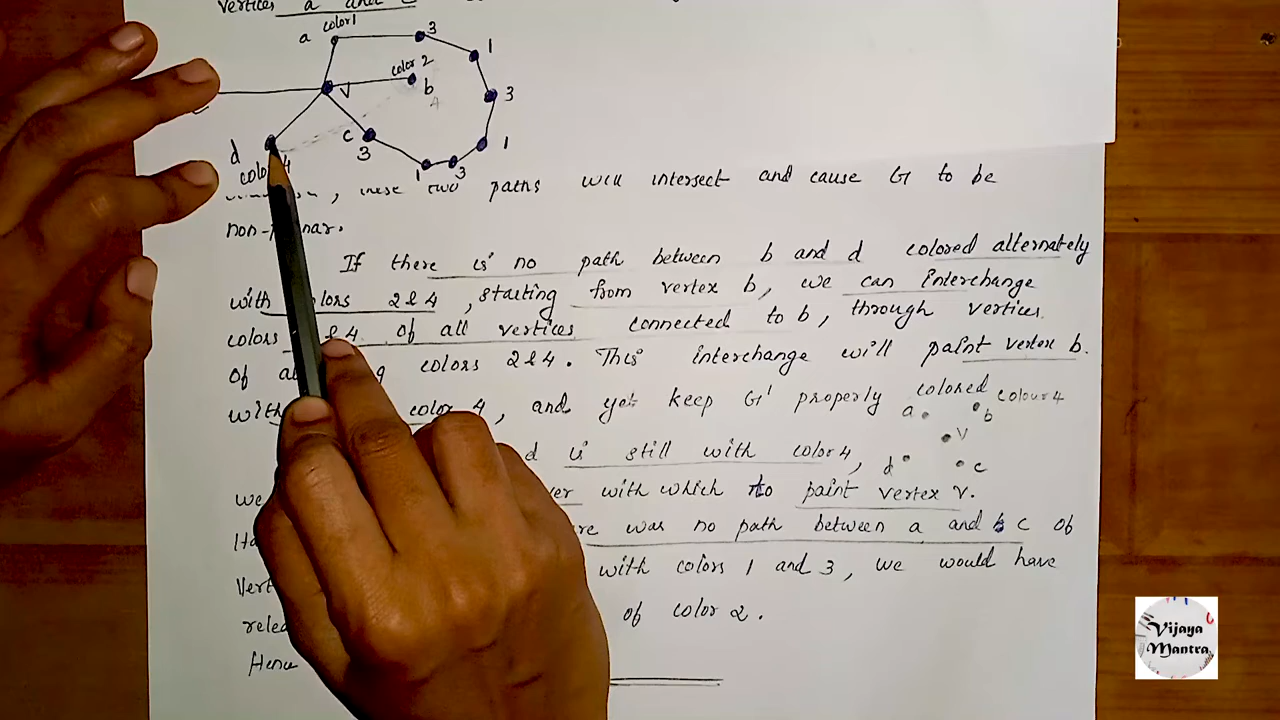 vertices a and
a color1
3
1
color 2
b
4
V
3
c
3
1
d
color 4
1
3
these two paths will intersect and cause G to be
non-planar.
If there is no path between b and d colored alternately
with colors 2 & 4, starting from vertex b, we can interchange
colors & 4 of all vertices connected to b, through vertices
of colors 2 & 4. This interchange will paint vertex b.
with color 4, and yet keep G' properly colored
a b colour 4
V
d c
d is still with color 4,
we with which to paint vertex v.
was no path between a and c of
with colors 1 and 3, we would have
of color 2.
Hence
Vijaya
Mantra